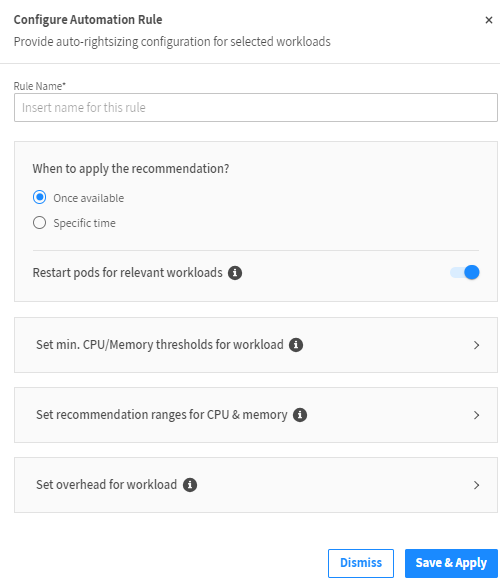 Configure Automation Rule
Provide auto-rightsizing configuration for selected workloads
Rule Name*
Insert name for this rule
When to apply the recommendation?
Once available
Specific time
Restart pods for relevant workloads
Set min. CPU/Memory thresholds for workload
Set recommendation ranges for CPU & memory
Set overhead for workload
Dismiss
Save & Apply